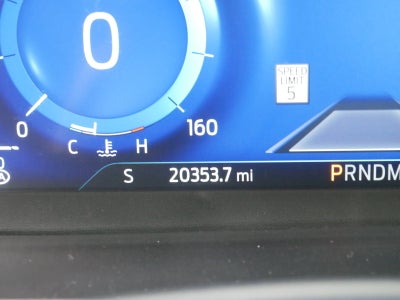 0
SPEED
LIMIT
5
0 160
C H
S 20353.7 mi PRNDM